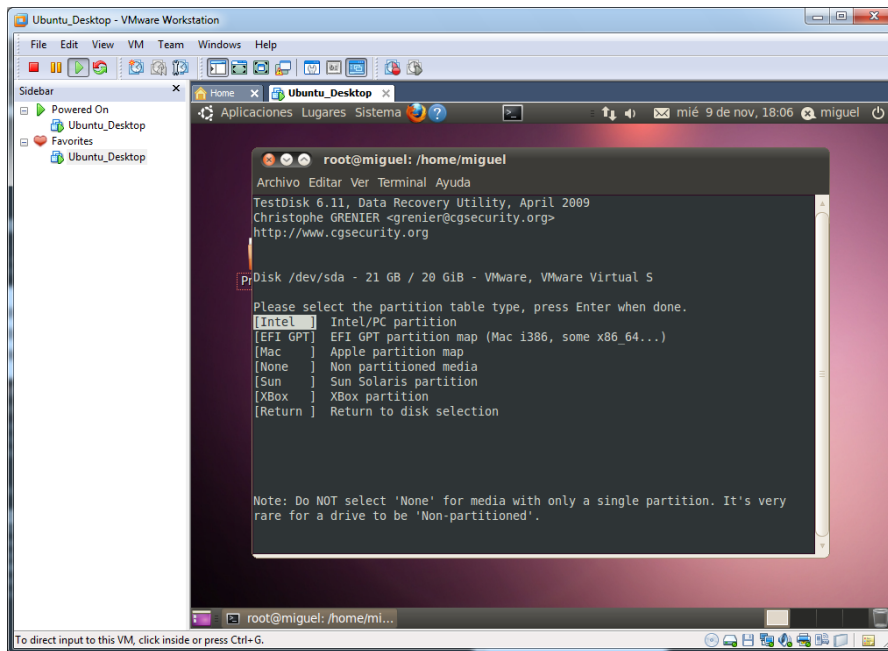 Ubuntu_Desktop - VMware Workstation
File Edit View VM Team Windows Help
Sidebar
Powered On
Ubuntu_Desktop
Favorites
Ubuntu_Desktop
Home
Ubuntu_Desktop
Aplicaciones Lugares Sistema
mié 9 de nov, 18:06 miguel
root@miguel: /home/miguel
Archivo Editar Ver Terminal Ayuda
TestDisk 6.11, Data Recovery Utility, April 2009
Christophe GRENIER <grenier@cgsecurity.org>
http://www.cgsecurity.org
Pr
Disk /dev/sda - 21 GB / 20 GiB - VMware, VMware Virtual S
Please select the partition table type, press Enter when done.
[Intel  ]  Intel/PC partition
[EFI GPT]  EFI GPT partition map (Mac i386, some x86_64...)
[Mac    ]  Apple partition map
[None   ]  Non partitioned media
[Sun    ]  Sun Solaris partition
[XBox   ]  XBox partition
[Return ]  Return to disk selection
Note: Do NOT select 'None' for media with only a single partition. It's very
rare for a drive to be 'Non-partitioned'.
root@miguel: /home/mi...
To direct input to this VM, click inside or press Ctrl+G.